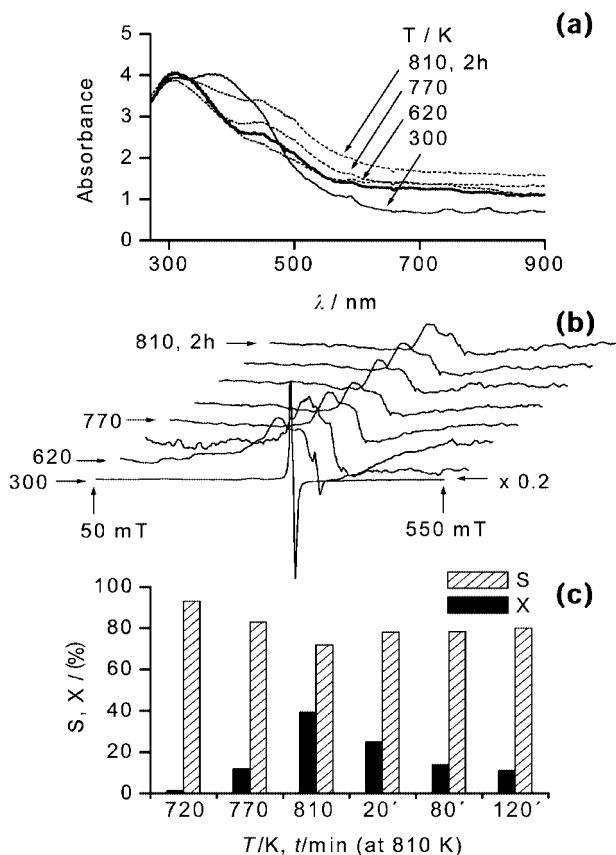 (a)
T / K
810, 2h
770
620
300
Absorbance
5
4
3
2
1
0
300 500 700 900
λ / nm
(b)
810, 2h
770
620
300
x 0.2
50 mT
550 mT
(c)
S
X
S, X / (%)
100
80
60
40
20
0
720 770 810 20´ 80´ 120´
T/K, t/min (at 810 K)